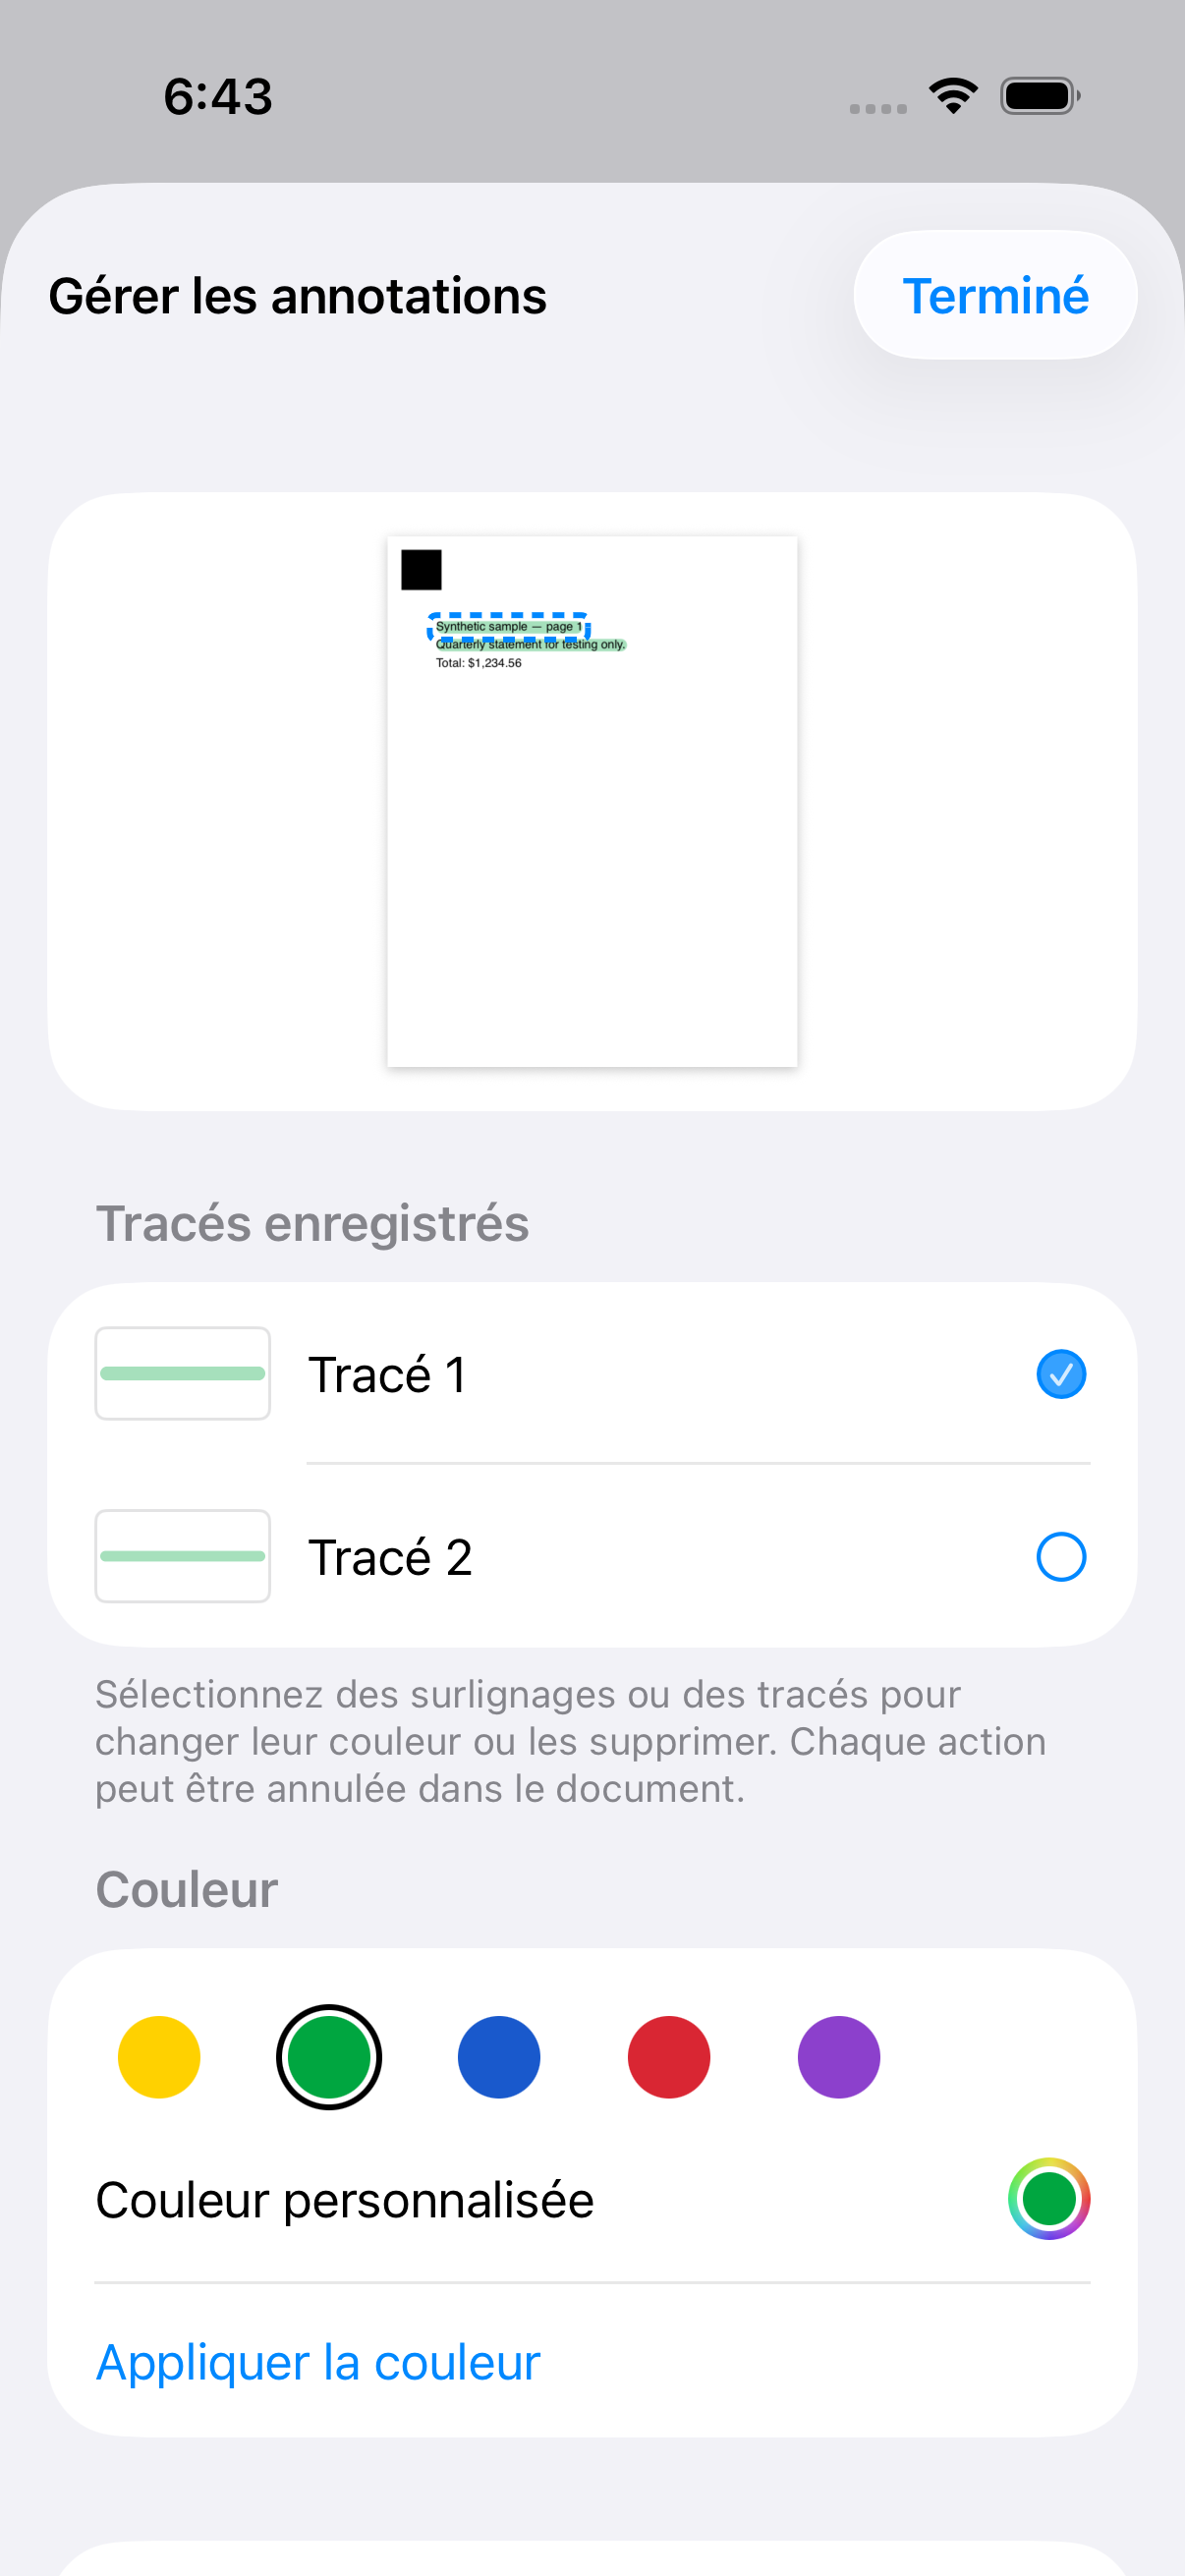 6:43
Gérer les annotations
Terminé
Synthetic sample — page 1
Quarterly statement for testing only.
Total: $1,234.56
Tracés enregistrés
Tracé 1
Tracé 2
Sélectionnez des surlignages ou des tracés pour
changer leur couleur ou les supprimer. Chaque action
peut être annulée dans le document.
Couleur
Couleur personnalisée
Appliquer la couleur